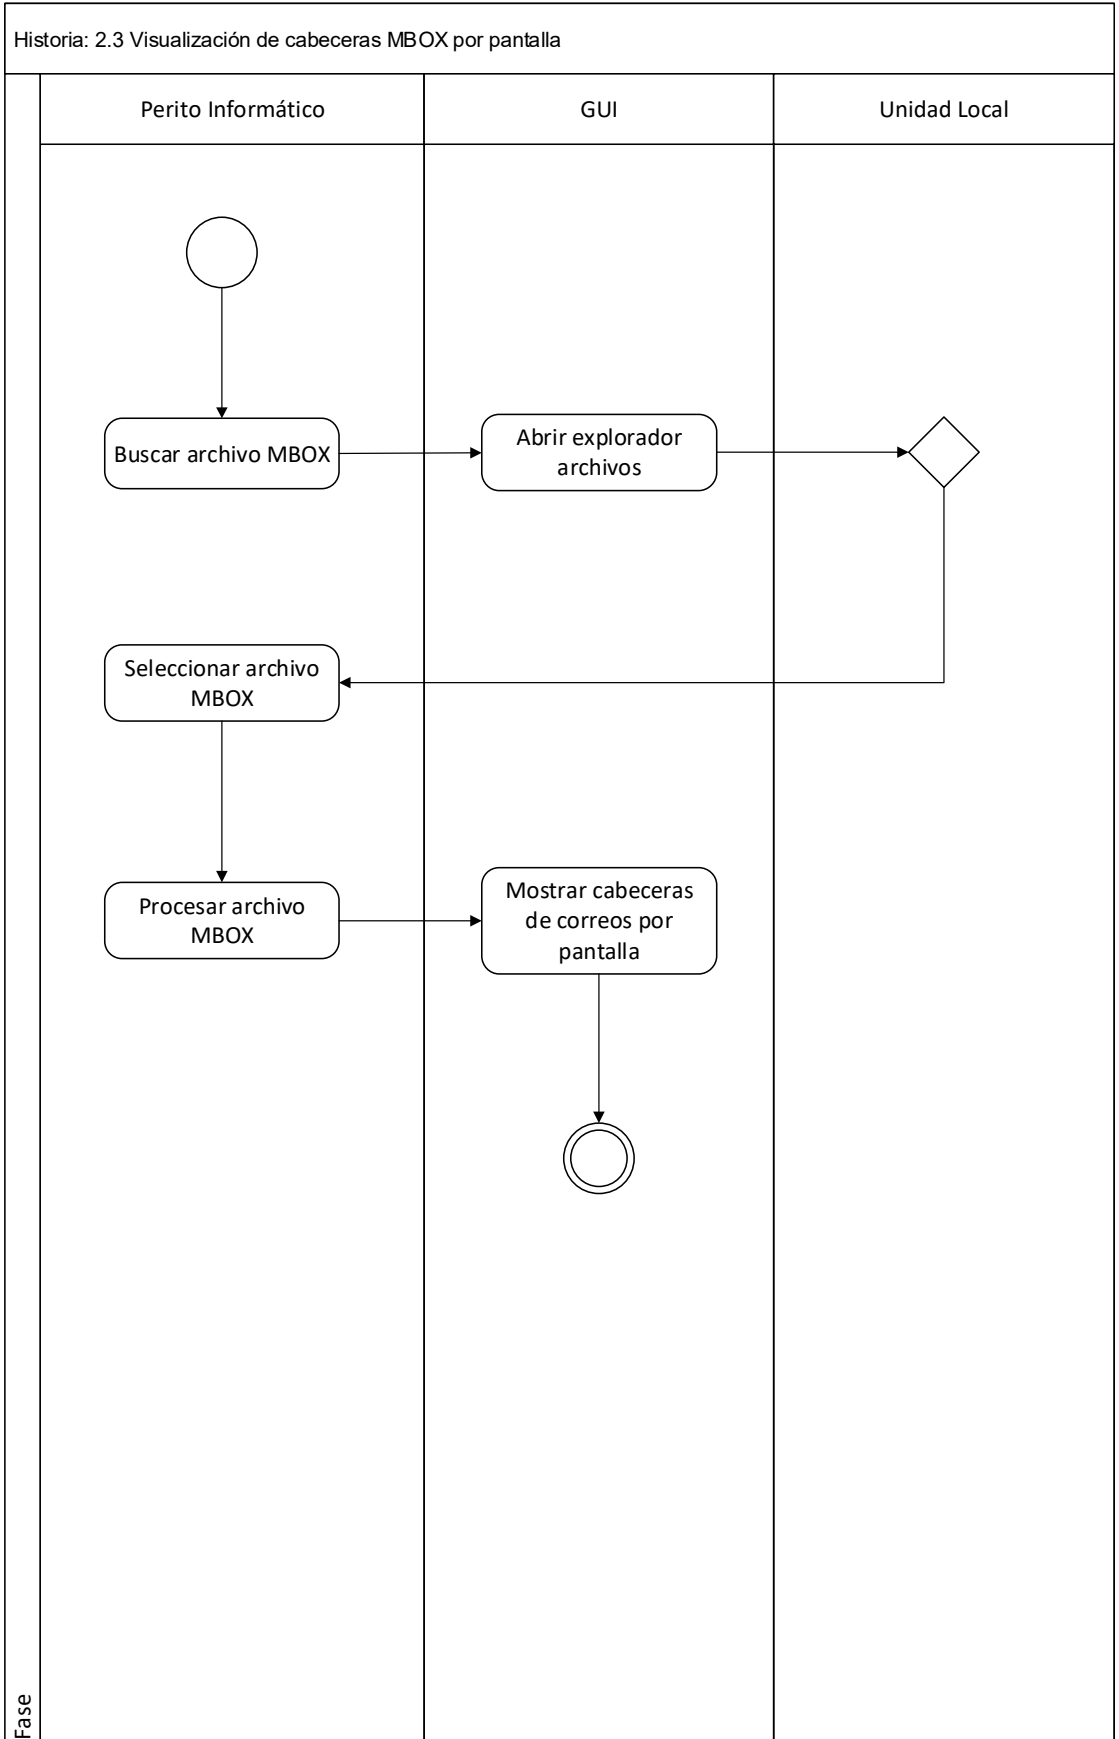 Historia: 2.3 Visualización de cabeceras MBOX por pantalla
Perito Informático
GUI
Unidad Local
Buscar archivo MBOX
Abrir explorador
archivos
Seleccionar archivo
MBOX
Procesar archivo
MBOX
Mostrar cabeceras
de correos por
pantalla
Fase